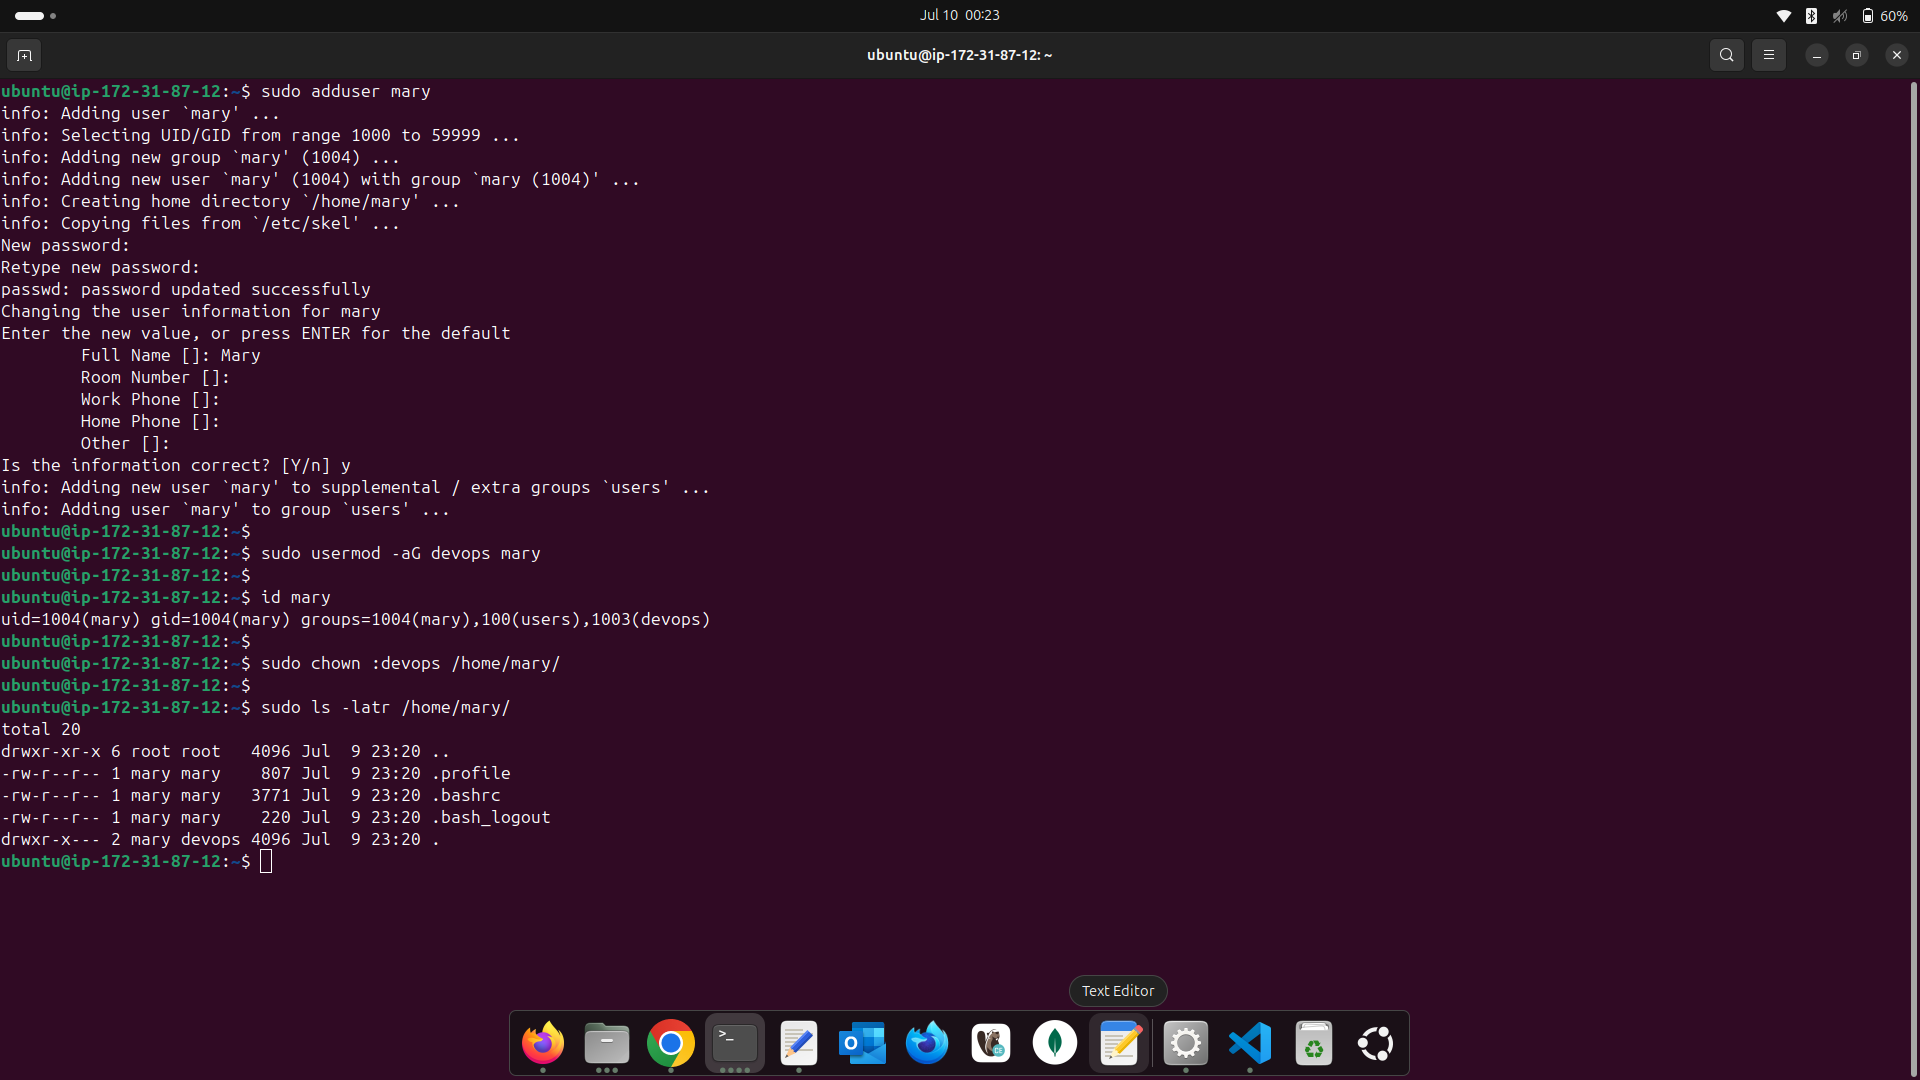 Jul 10 00:23
60%
ubuntu@ip-172-31-87-12: ~
ubuntu@ip-172-31-87-12:~$ sudo adduser mary
info: Adding user `mary' ...
info: Selecting UID/GID from range 1000 to 59999 ...
info: Adding new group `mary' (1004) ...
info: Adding new user `mary' (1004) with group `mary (1004)' ...
info: Creating home directory `/home/mary' ...
info: Copying files from `/etc/skel' ...
New password:
Retype new password:
passwd: password updated successfully
Changing the user information for mary
Enter the new value, or press ENTER for the default
        Full Name []: Mary
        Room Number []:
        Work Phone []:
        Home Phone []:
        Other []:
Is the information correct? [Y/n] y
info: Adding new user `mary' to supplemental / extra groups `users' ...
info: Adding user `mary' to group `users' ...
ubuntu@ip-172-31-87-12:~$
ubuntu@ip-172-31-87-12:~$ sudo usermod -aG devops mary
ubuntu@ip-172-31-87-12:~$
ubuntu@ip-172-31-87-12:~$ id mary
uid=1004(mary) gid=1004(mary) groups=1004(mary),100(users),1003(devops)
ubuntu@ip-172-31-87-12:~$
ubuntu@ip-172-31-87-12:~$ sudo chown :devops /home/mary/
ubuntu@ip-172-31-87-12:~$
ubuntu@ip-172-31-87-12:~$ sudo ls -latr /home/mary/
total 20
drwxr-xr-x 6 root root   4096 Jul  9 23:20 ..
-rw-r--r-- 1 mary mary    807 Jul  9 23:20 .profile
-rw-r--r-- 1 mary mary   3771 Jul  9 23:20 .bashrc
-rw-r--r-- 1 mary mary    220 Jul  9 23:20 .bash_logout
drwxr-x--- 2 mary devops 4096 Jul  9 23:20 .
ubuntu@ip-172-31-87-12:~$
Text Editor
>_
O
CE